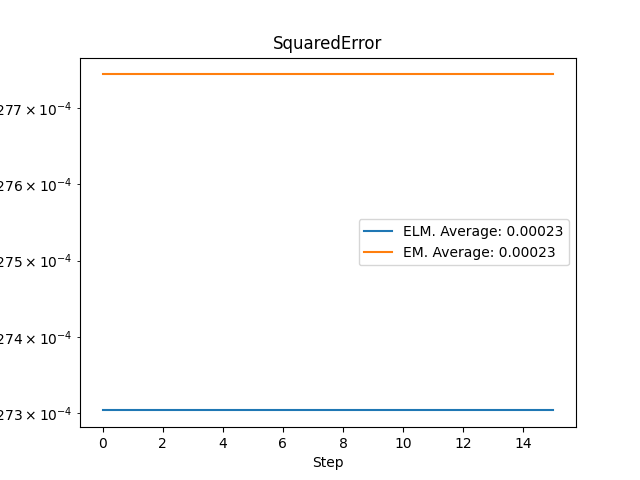 SquaredError
277 × 10⁻⁴
276 × 10⁻⁴
275 × 10⁻⁴
274 × 10⁻⁴
273 × 10⁻⁴
ELM. Average: 0.00023
EM. Average: 0.00023
0 2 4 6 8 10 12 14
Step